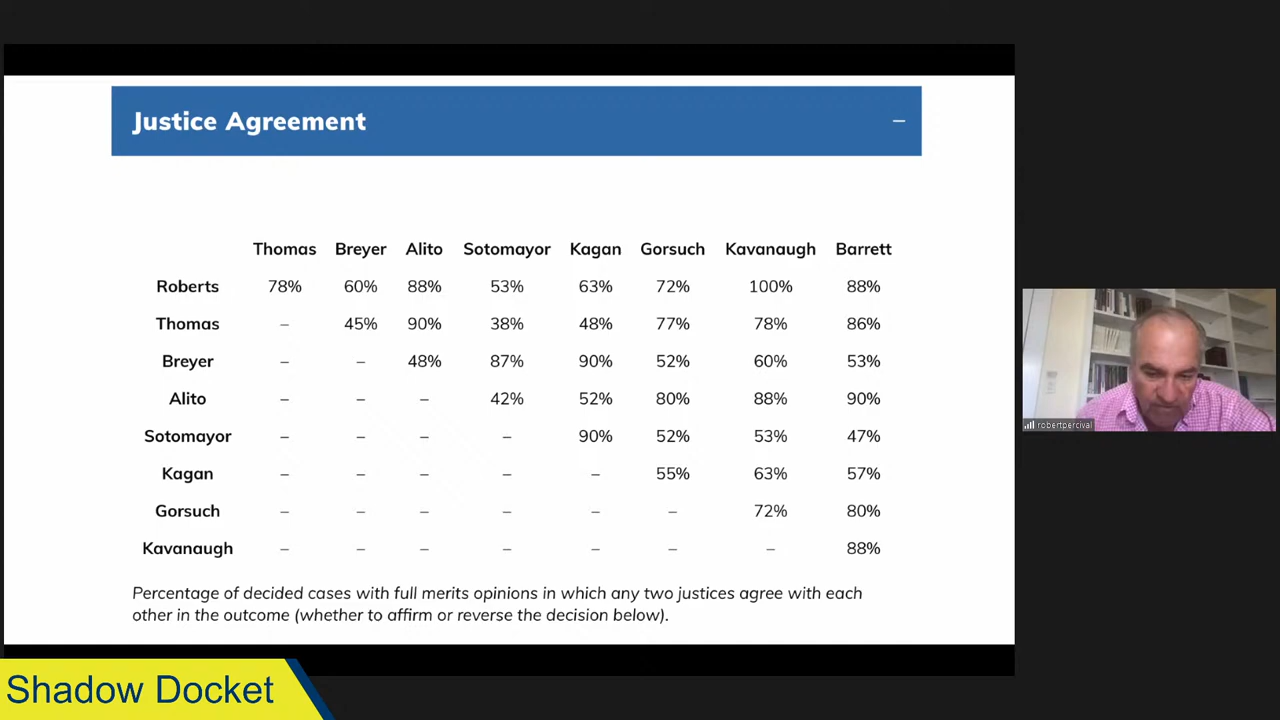 Justice Agreement –
Thomas Breyer Alito Sotomayor Kagan Gorsuch Kavanaugh Barrett
Roberts 78% 60% 88% 53% 63% 72% 100% 88%
Thomas – 45% 90% 38% 48% 77% 78% 86%
Breyer – – 48% 87% 90% 52% 60% 53%
Alito – – – 42% 52% 80% 88% 90%
Sotomayor – – – – 90% 52% 53% 47%
Kagan – – – – – 55% 63% 57%
Gorsuch – – – – – – 72% 80%
Kavanaugh – – – – – – – 88%
Percentage of decided cases with full merits opinions in which any two justices agree with each
other in the outcome (whether to affirm or reverse the decision below).
robertpercival
Shadow Docket